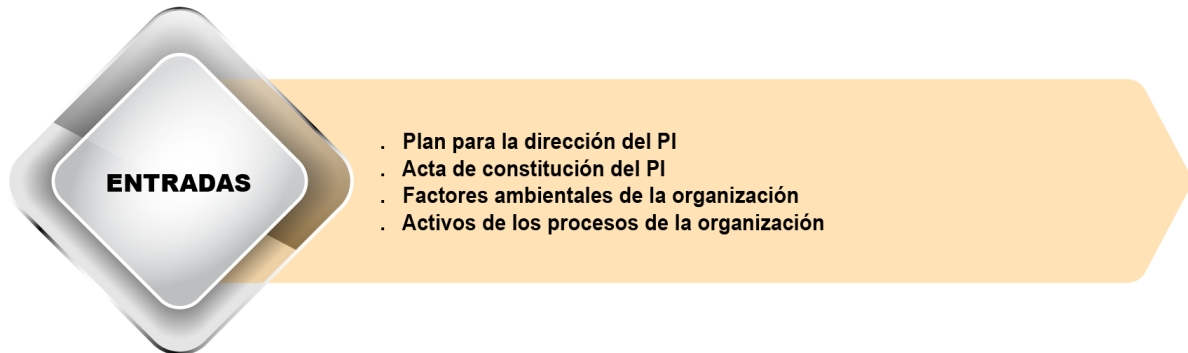 ENTRADAS
. Plan para la dirección del PI
. Acta de constitución del PI
. Factores ambientales de la organización
. Activos de los procesos de la organización